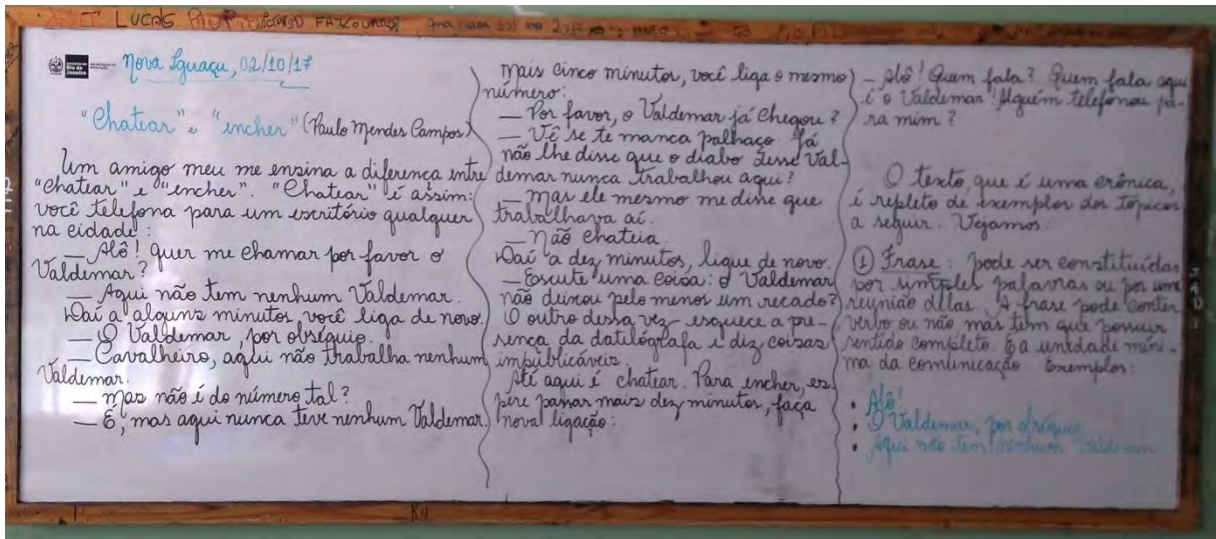 LUCAS
Nova Iguaçu, 02/10/17
"Chatear" e "encher" (Paulo Mendes Campos)
Um amigo meu me ensina a diferença entre
"chatear" e "encher". "Chatear" é assim:
você telefona para um escritório qualquer
na cidade:
— Alô! Quer me chamar por favor o
Valdemar?
— Aqui não tem nenhum Valdemar.
Daí a alguns minutos você liga de novo.
— O Valdemar, por obséquio.
— Cavalheiro, aqui não trabalha nenhum
Valdemar.
— Mas não é do número tal?
— É, mas aqui nunca teve nenhum Valdemar.
Mais cinco minutos, você liga o mesmo
número:
— Por favor, o Valdemar já chegou?
— Vê se te manca palhaço já
não lhe disse que o diabo desse Val-
demar nunca trabalhou aqui?
— Mas ele mesmo me disse que
trabalhava aí.
— Não chateia.
Daí a dez minutos, ligue de novo.
— Escute uma coisa: o Valdemar
não deixou pelo menos um recado?
O outro dessa vez esquece a pre-
sença da datilógrafa e diz coisas
impublicáveis.
Até aqui é chatear. Para encher, es-
pere passar mais dez minutos, faça
nova ligação:
— Alô! Quem fala? Quem fala aqui
é o Valdemar! Alguém telefonou pa-
ra mim?
O texto, que é uma crônica,
é repleto de exemplos dos tópicos
a seguir. Vejamos:
① Frase: pode ser constituídas
por simples palavras ou por uma
reunião delas. A frase pode conter
verbo ou não mas tem que possuir
sentido completo. É a unidade míni-
ma da comunicação Exemplos:
• Alô!
• O Valdemar, por obséquio
• Aqui não tem nenhum Valdemar